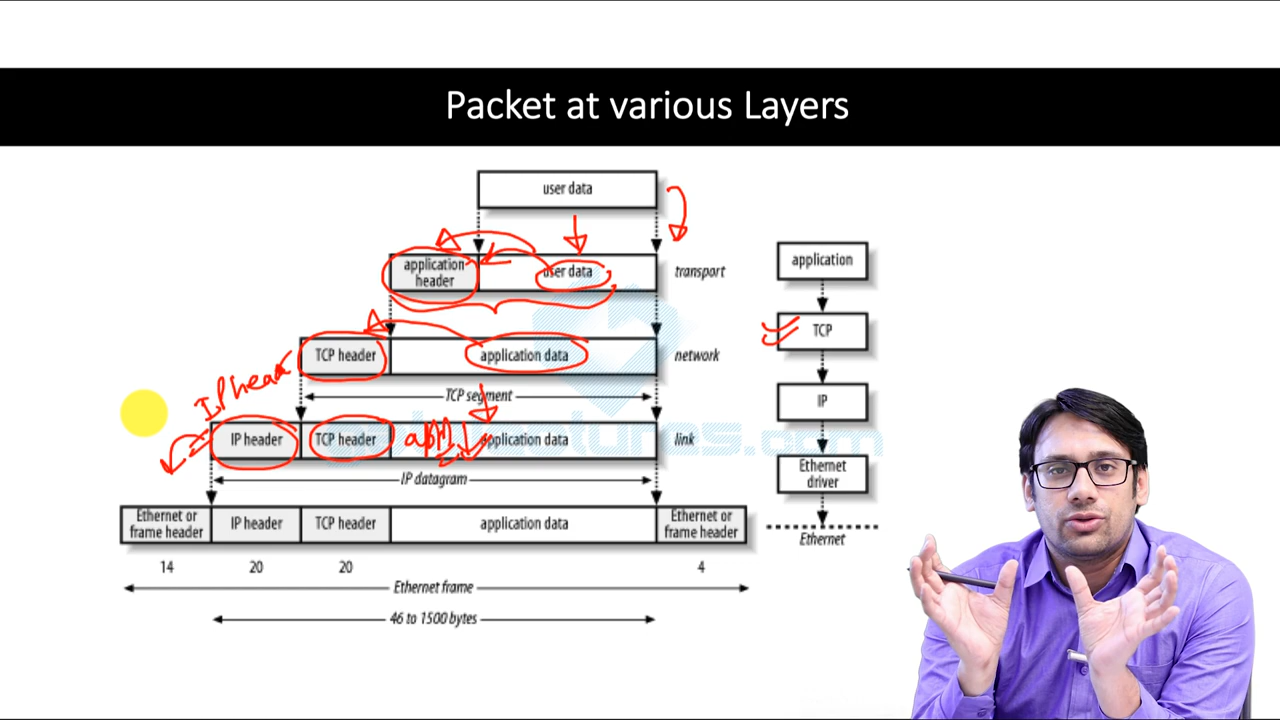 Packet at various Layers
user data
application
header
user data
transport
application
TCP header
application data
network
TCP
IP head
TCP segment
IP header
TCP header
application data
link
IP
IP datagram
Ethernet
driver
Ethernet or
frame header
IP header
TCP header
application data
Ethernet or
frame header
Ethernet
14
20
20
4
Ethernet frame
46 to 1500 bytes